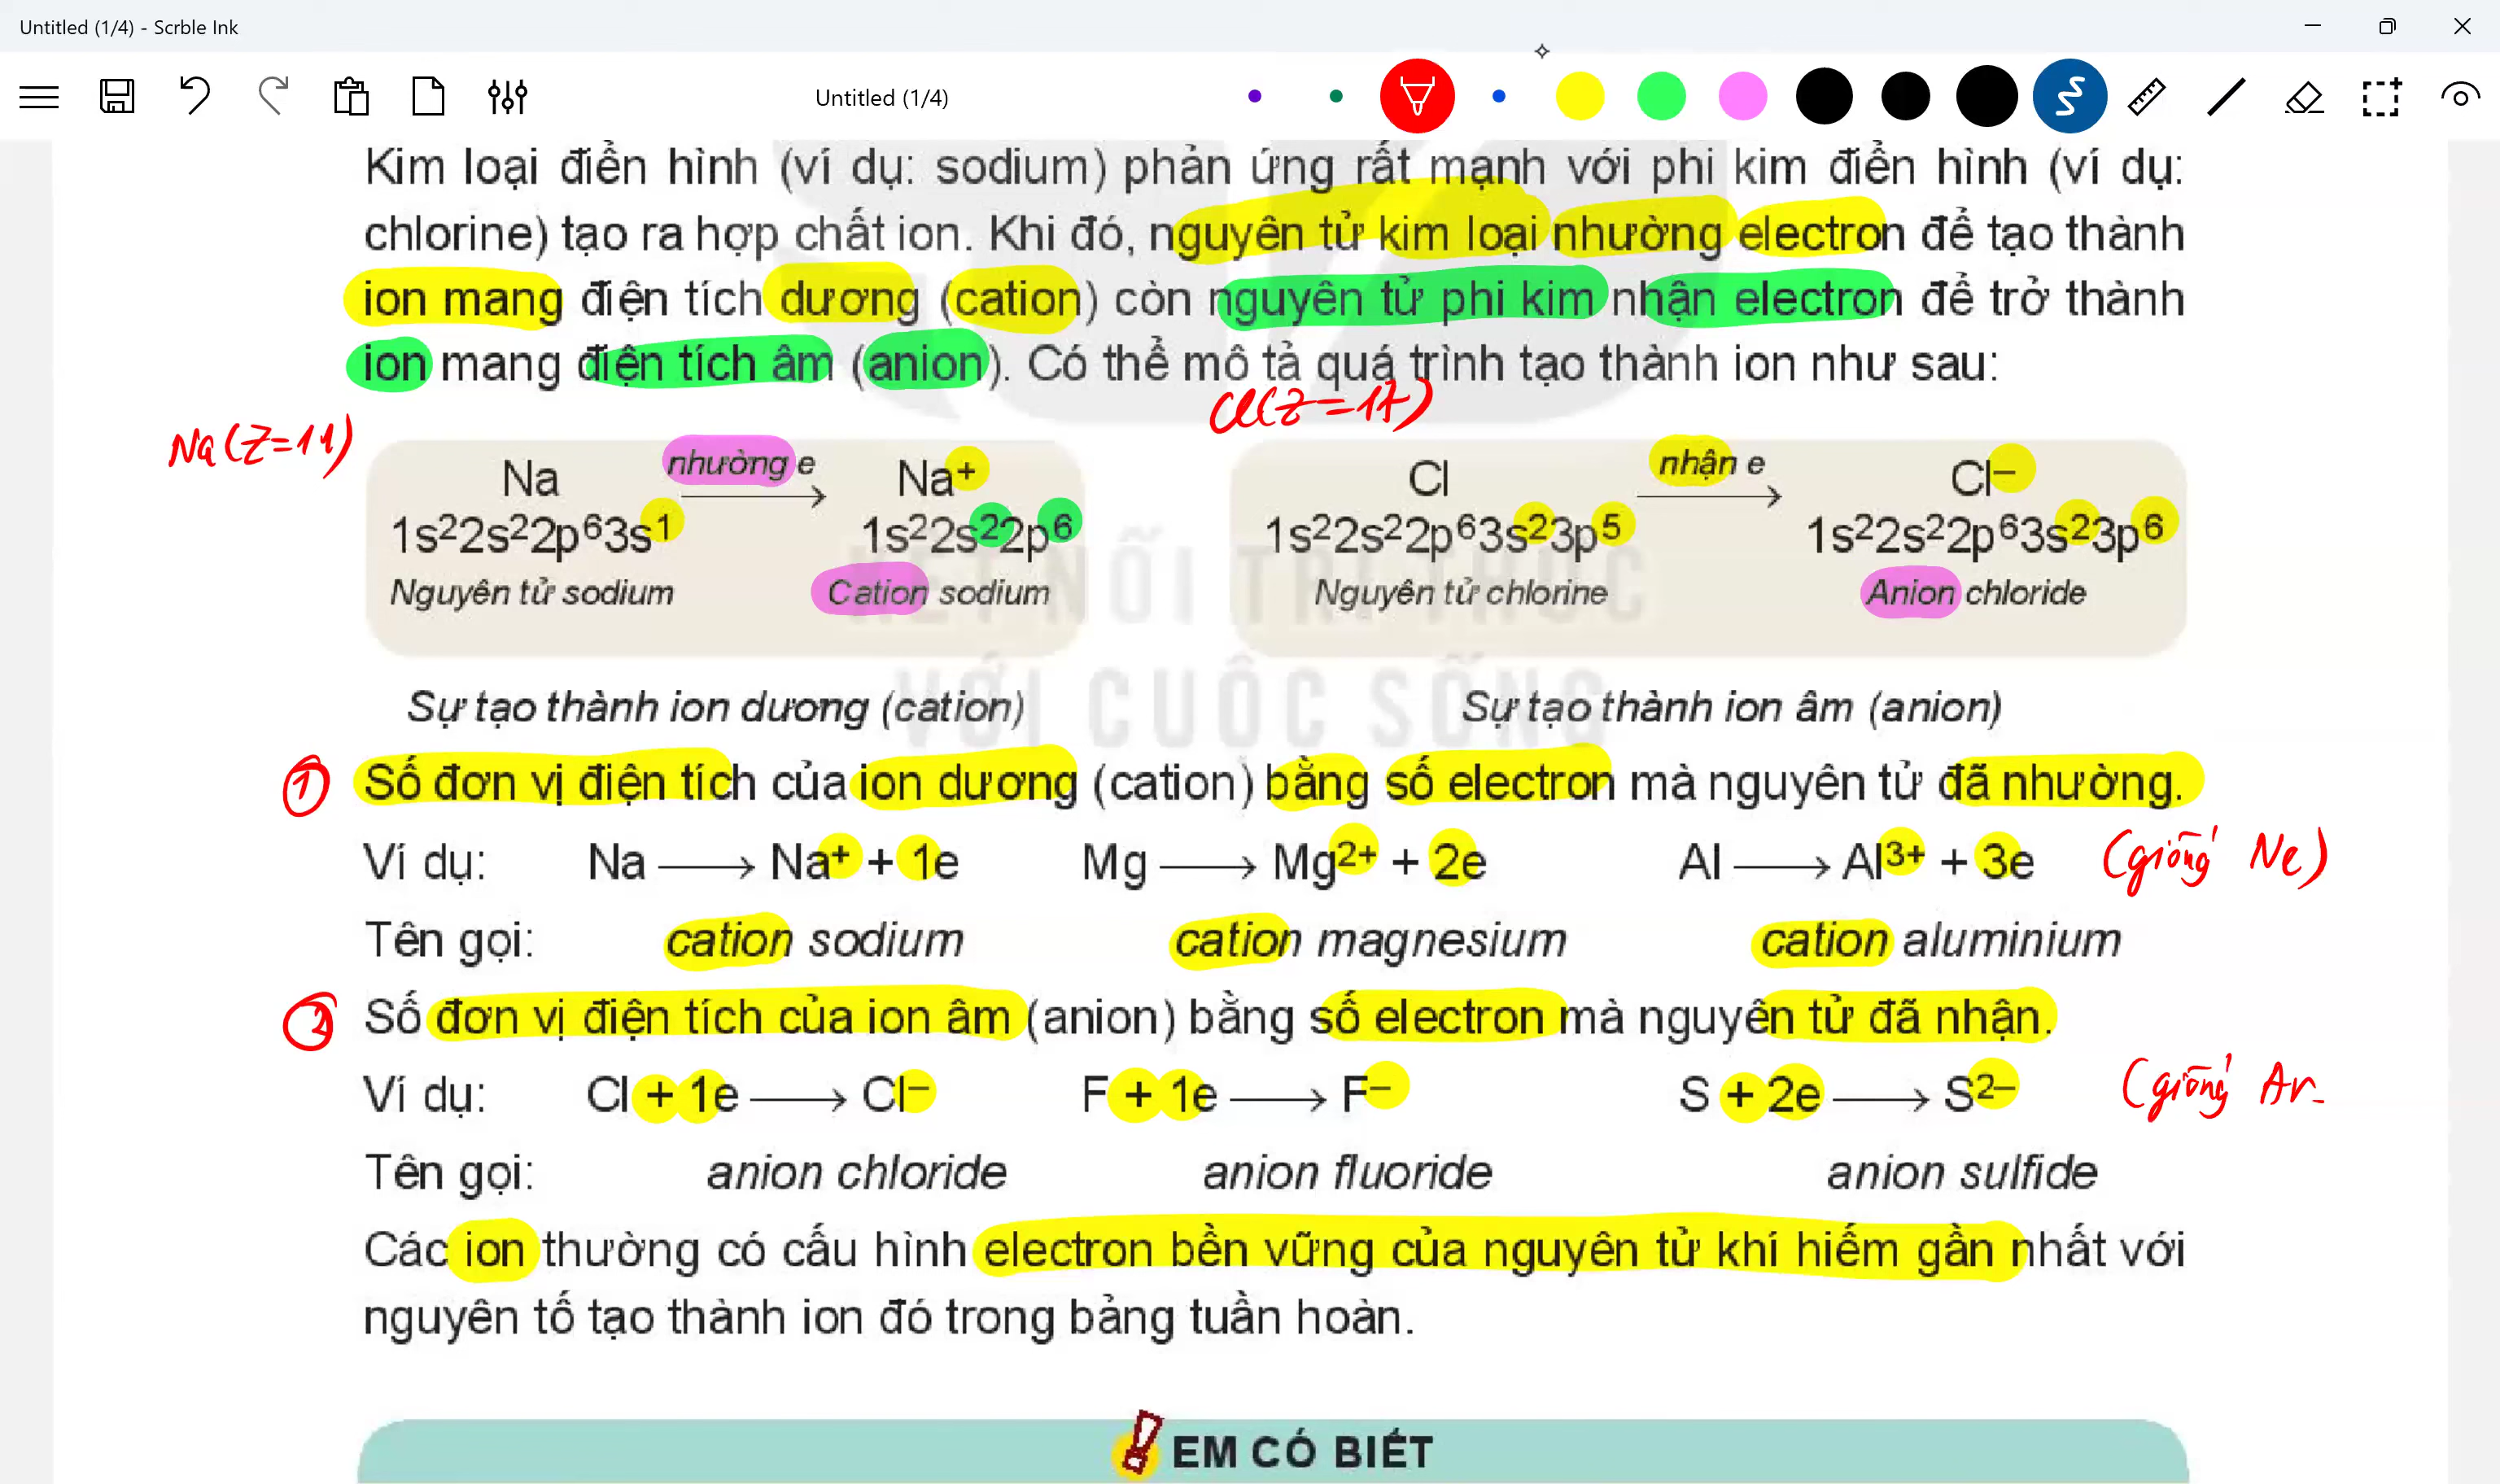 Untitled (1/4) - Scrble Ink
Untitled (1/4)
Kim loại điển hình (ví dụ: sodium) phản ứng rất mạnh với phi kim điển hình (ví dụ:
chlorine) tạo ra hợp chất ion. Khi đó, nguyên tử kim loại nhường electron để tạo thành
ion mang điện tích dương (cation) còn nguyên tử phi kim nhận electron để trở thành
ion mang điện tích âm (anion). Có thể mô tả quá trình tạo thành ion như sau:
Na (Z=11)
Cl (Z=17)
Na nhường e ⟶ Na⁺
1s²2s²2p⁶3s¹ 1s²2s²2p⁶
Nguyên tử sodium Cation sodium
Cl nhận e ⟶ Cl⁻
1s²2s²2p⁶3s²3p⁵ 1s²2s²2p⁶3s²3p⁶
Nguyên tử chlorine Anion chloride
KẾT NỐI TRI THỨC
VỚI CUỘC SỐNG
Sự tạo thành ion dương (cation) Sự tạo thành ion âm (anion)
① Số đơn vị điện tích của ion dương (cation) bằng số electron mà nguyên tử đã nhường.
Ví dụ: Na ⟶ Na⁺ + 1e Mg ⟶ Mg²⁺ + 2e Al ⟶ Al³⁺ + 3e (giống Ne)
Tên gọi: cation sodium cation magnesium cation aluminium
② Số đơn vị điện tích của ion âm (anion) bằng số electron mà nguyên tử đã nhận.
Ví dụ: Cl + 1e ⟶ Cl⁻ F + 1e ⟶ F⁻ S + 2e ⟶ S²⁻ (giống Ar
Tên gọi: anion chloride anion fluoride anion sulfide
Các ion thường có cấu hình electron bền vững của nguyên tử khí hiếm gần nhất với
nguyên tố tạo thành ion đó trong bảng tuần hoàn.
EM CÓ BIẾT